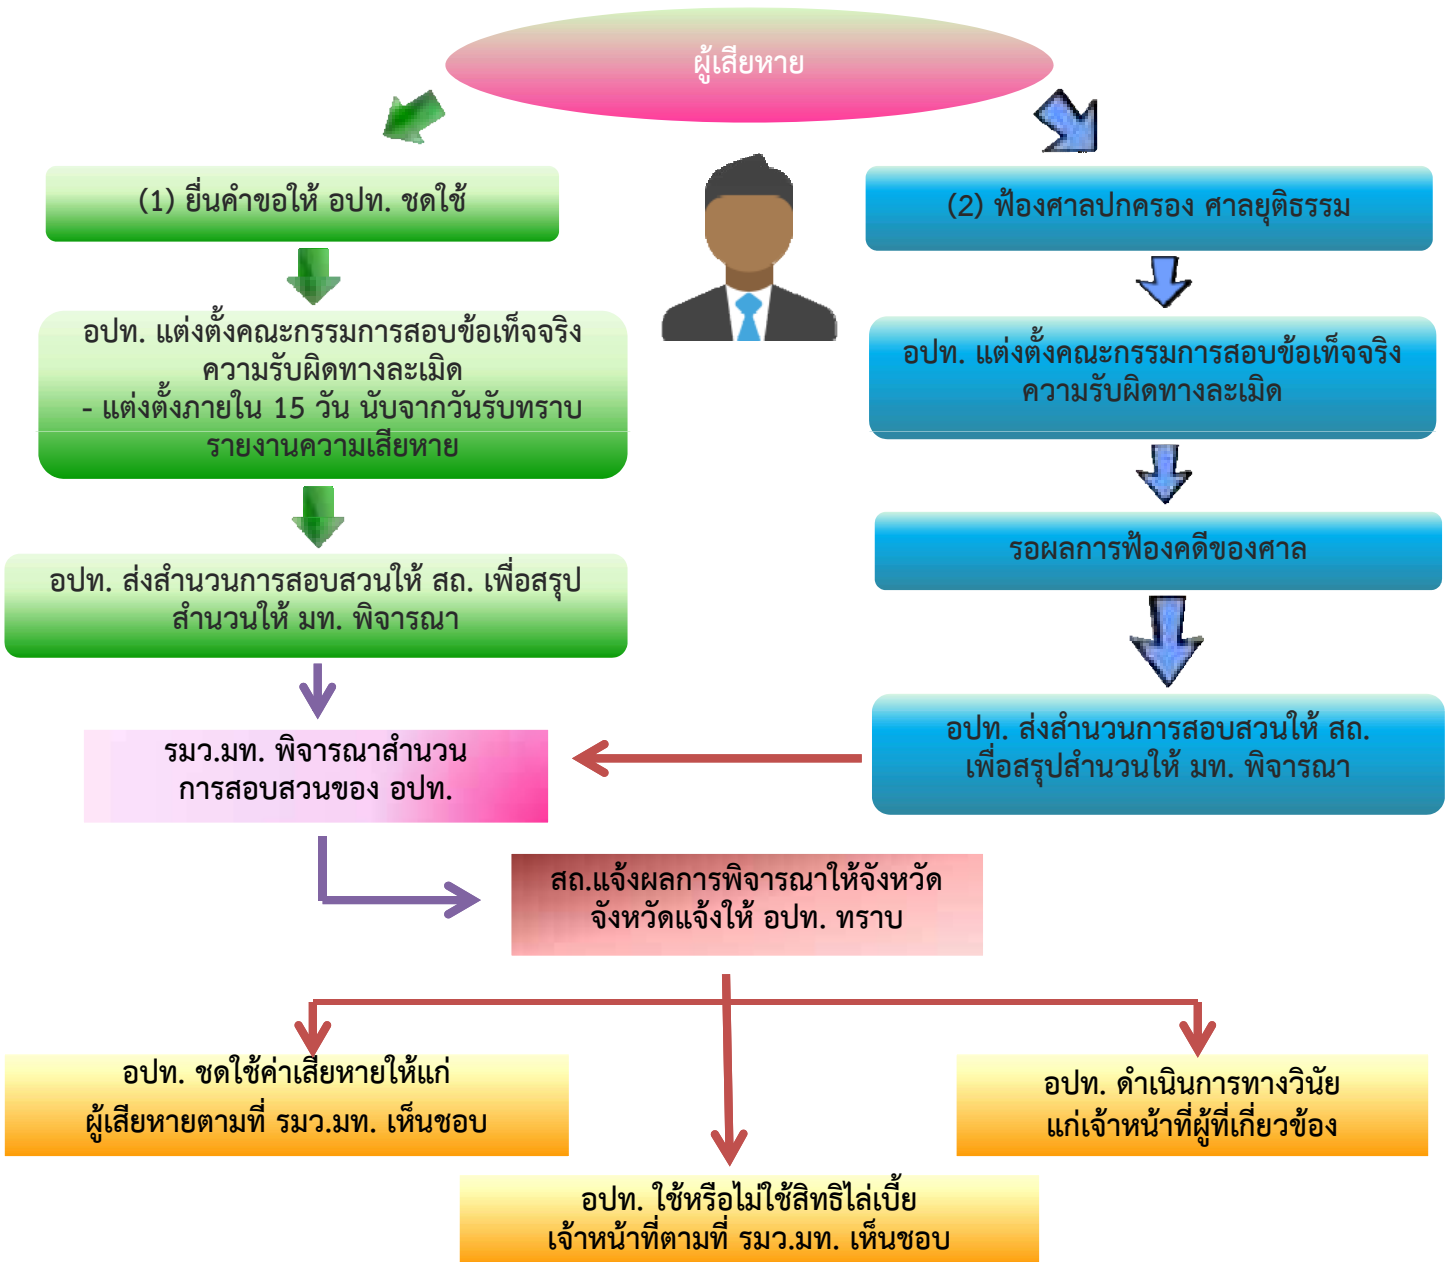 ผู้เสียหาย
(1) ยื่นคำขอให้ อปท. ชดใช้
(2) ฟ้องศาลปกครอง ศาลยุติธรรม
อปท. แต่งตั้งคณะกรรมการสอบข้อเท็จจริง
ความรับผิดทางละเมิด
- แต่งตั้งภายใน 15 วัน นับจากวันรับทราบ
รายงานความเสียหาย
อปท. แต่งตั้งคณะกรรมการสอบข้อเท็จจริง
ความรับผิดทางละเมิด
รอผลการฟ้องคดีของศาล
อปท. ส่งสำนวนการสอบสวนให้ สถ. เพื่อสรุป
สำนวนให้ มท. พิจารณา
อปท. ส่งสำนวนการสอบสวนให้ สถ.
เพื่อสรุปสำนวนให้ มท. พิจารณา
รมว.มท. พิจารณาสำนวน
การสอบสวนของ อปท.
สถ.แจ้งผลการพิจารณาให้จังหวัด
จังหวัดแจ้งให้ อปท. ทราบ
อปท. ชดใช้ค่าเสียหายให้แก่
ผู้เสียหายตามที่ รมว.มท. เห็นชอบ
อปท. ดำเนินการทางวินัย
แก่เจ้าหน้าที่ผู้ที่เกี่ยวข้อง
อปท. ใช้หรือไม่ใช้สิทธิไล่เบี้ย
เจ้าหน้าที่ตามที่ รมว.มท. เห็นชอบ